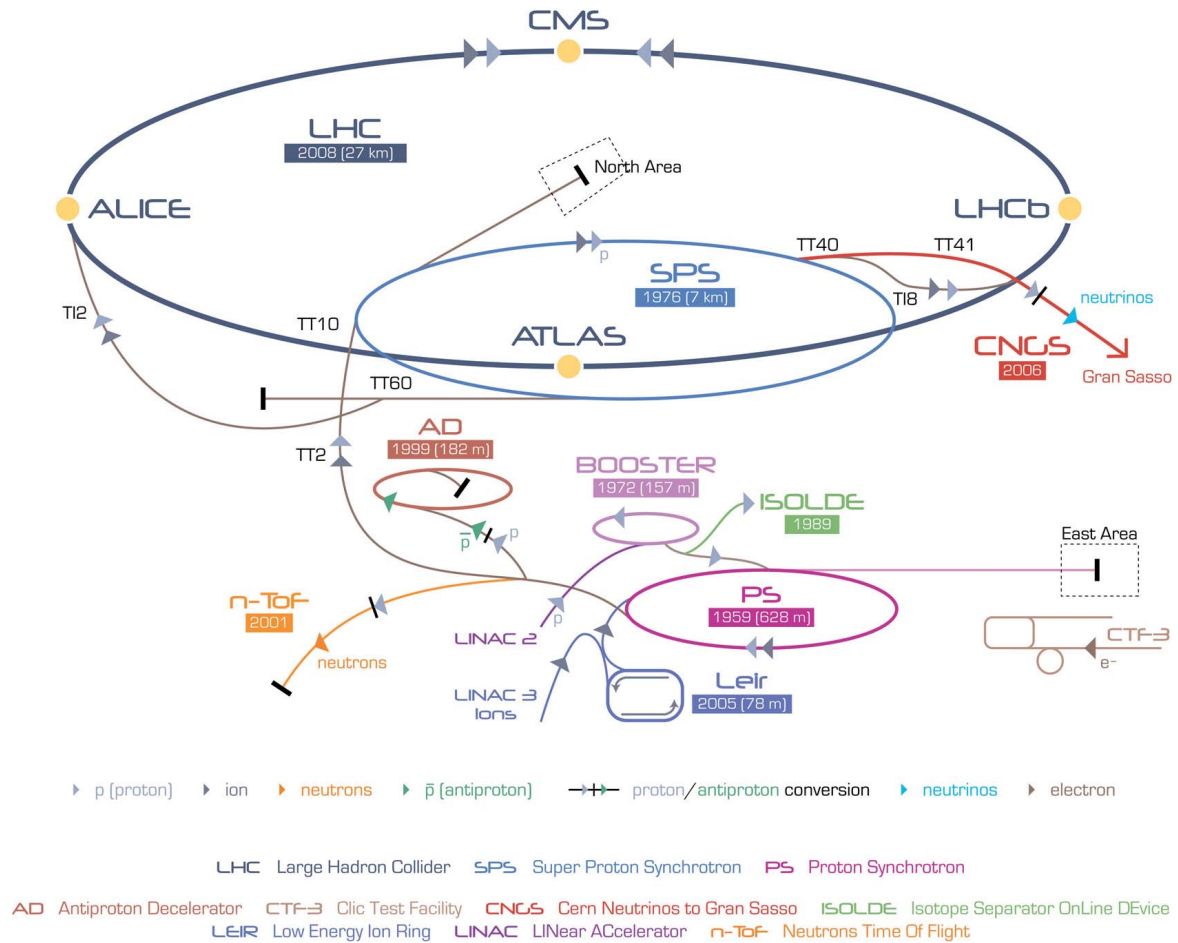 CMS
LHC
2008 (27 km)
North Area
ALICE
LHCb
TT40
TT41
SPS
1976 (7 km)
p
TI8
neutrinos
TI2
TT10
ATLAS
CNGS
2006
Gran Sasso
TT60
AD
1999 (182 m)
TT2
BOOSTER
1972 (157 m)
ISOLDE
1989
p̅
p
East Area
n-ToF
2001
PS
1959 (628 m)
p
LINAC 2
neutrons
CTF3
e-
LINAC 3
Ions
Leir
2005 (78 m)
p (proton)
ion
neutrons
p̅ (antiproton)
proton/antiproton conversion
neutrinos
electron
LHC Large Hadron Collider SPS Super Proton Synchrotron PS Proton Synchrotron
AD Antiproton Decelerator CTF3 Clic Test Facility CNGS Cern Neutrinos to Gran Sasso ISOLDE Isotope Separator OnLine DEvice
LEIR Low Energy Ion Ring LINAC LINear ACcelerator n-ToF Neutrons Time Of Flight